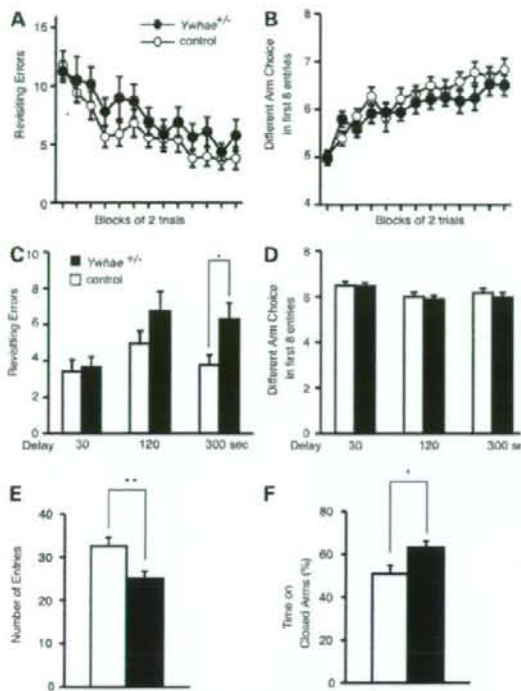 A
Ywhae+/-
control
15
10
5
0
Revisiting Errors
Blocks of 2 trials
B
7
6
5
4
Different Arm Choice
in first 8 entries
Blocks of 2 trials
C
Ywhae +/-
control
10
8
6
4
2
0
Revisiting Errors
*
Delay 30 120 300 sec
D
8
6
4
2
0
Different Arm Choice
in first 8 entries
Delay 30 120 300 sec
E
**
40
30
20
10
0
Number of Entries
F
*
80
60
40
20
0
Time on
Closed Arms (%)